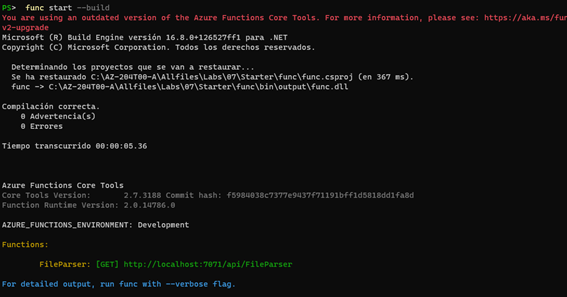 PS> func start --build
You are using an outdated version of the Azure Functions Core Tools. For more information, please see: https://aka.ms/fun
v2-upgrade
Microsoft (R) Build Engine versión 16.8.0+126527ff1 para .NET
Copyright (C) Microsoft Corporation. Todos los derechos reservados.
Determinando los proyectos que se van a restaurar...
Se ha restaurado C:\AZ-204T00-A\Allfiles\Labs\07\Starter\func\func.csproj (en 367 ms).
func -> C:\AZ-204T00-A\Allfiles\Labs\07\Starter\func\bin\output\func.dll
Compilación correcta.
0 Advertencia(s)
0 Errores
Tiempo transcurrido 00:00:05.36
Azure Functions Core Tools
Core Tools Version: 2.7.3188 Commit hash: f5984038c7377e9437f71191bff1d5818dd1fa8d
Function Runtime Version: 2.0.14786.0
AZURE_FUNCTIONS_ENVIRONMENT: Development
Functions:
FileParser: [GET] http://localhost:7071/api/FileParser
For detailed output, run func with --verbose flag.